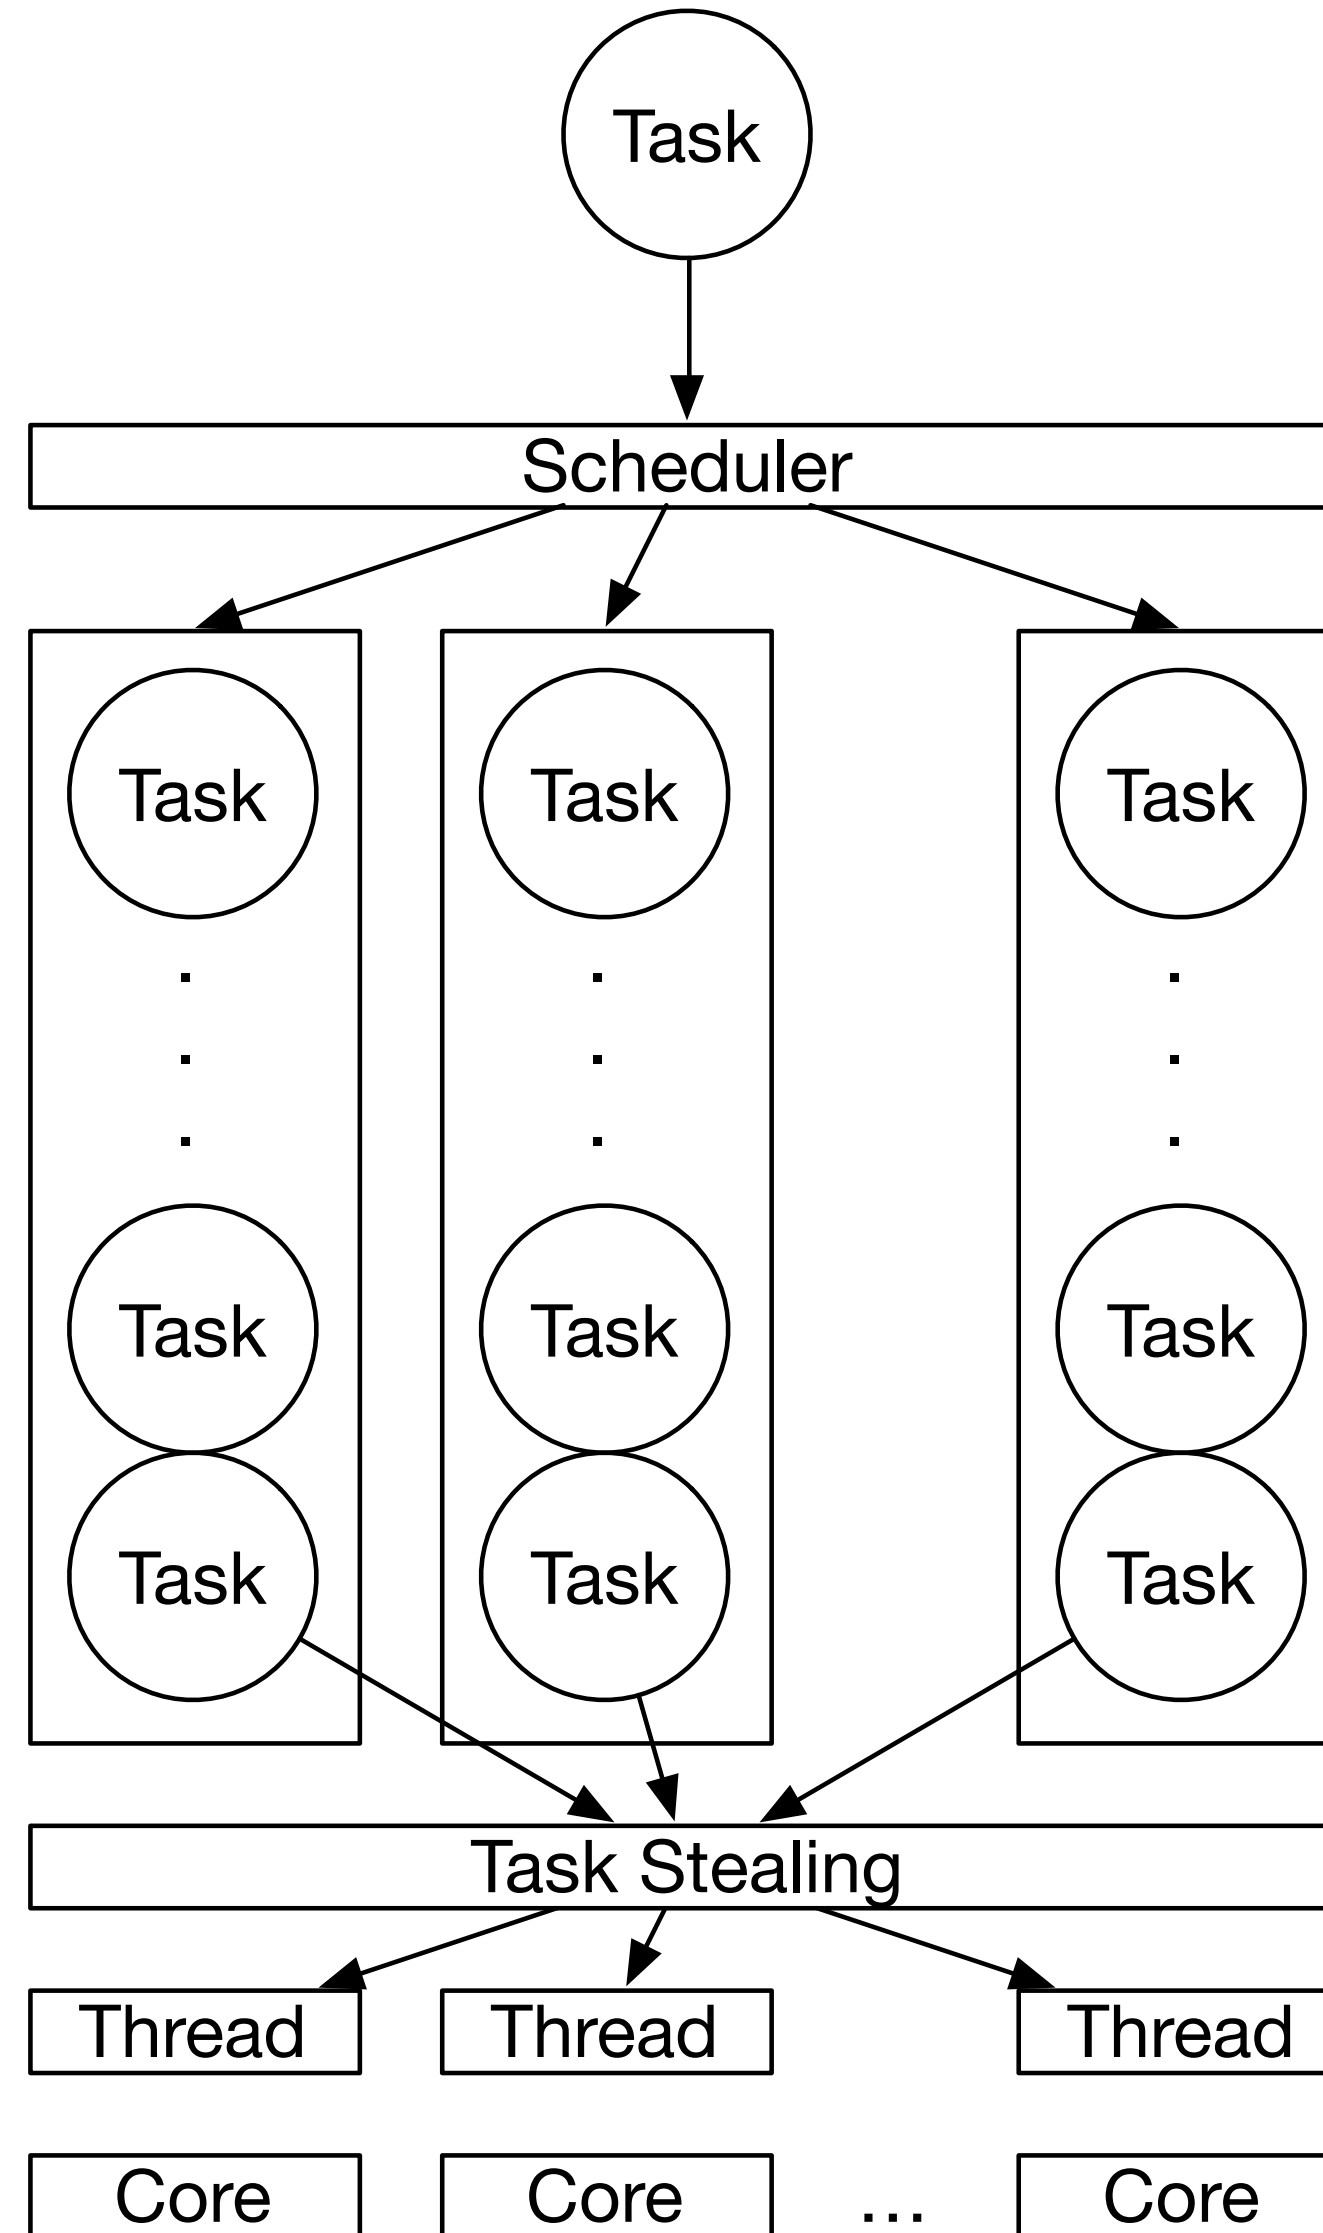 Task
Scheduler
Task Task Task
. . .
. . .
. . .
Task Task Task
Task Task Task
Task Stealing
Thread Thread Thread
Core Core ... Core